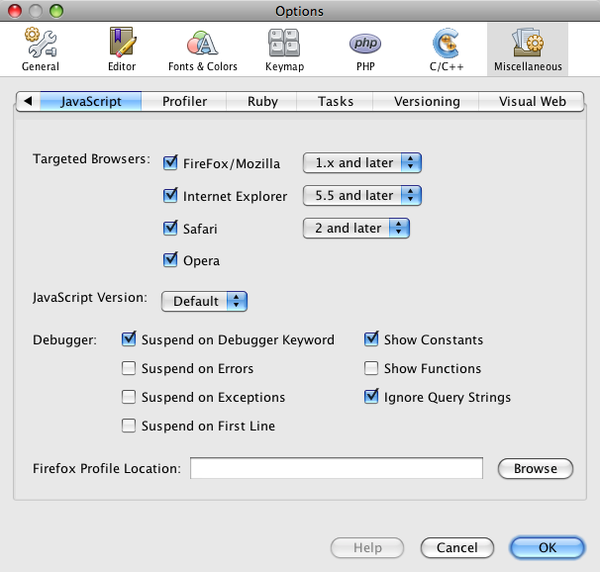 Options
General Editor Fonts & Colors Keymap PHP C/C++ Miscellaneous
php
JavaScript Profiler Ruby Tasks Versioning Visual Web
Targeted Browsers: FireFox/Mozilla 1.x and later
Internet Explorer 5.5 and later
Safari 2 and later
Opera
JavaScript Version: Default
Debugger: Suspend on Debugger Keyword Show Constants
Suspend on Errors Show Functions
Suspend on Exceptions Ignore Query Strings
Suspend on First Line
Firefox Profile Location: Browse
Help Cancel OK